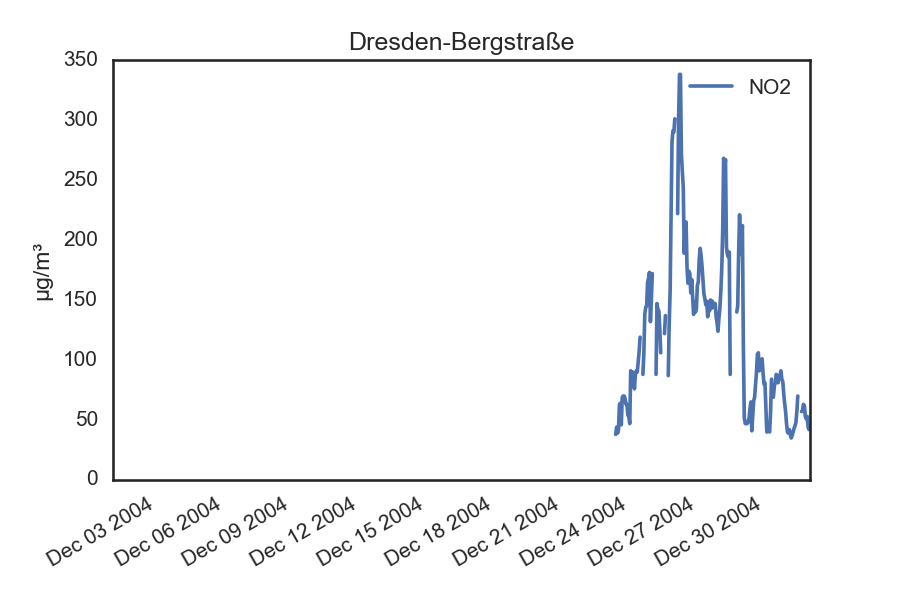 Dresden-Bergstraße
350
300
250
200
150
100
50
0
µg/m³
NO2
Dec 03 2004
Dec 06 2004
Dec 09 2004
Dec 12 2004
Dec 15 2004
Dec 18 2004
Dec 21 2004
Dec 24 2004
Dec 27 2004
Dec 30 2004